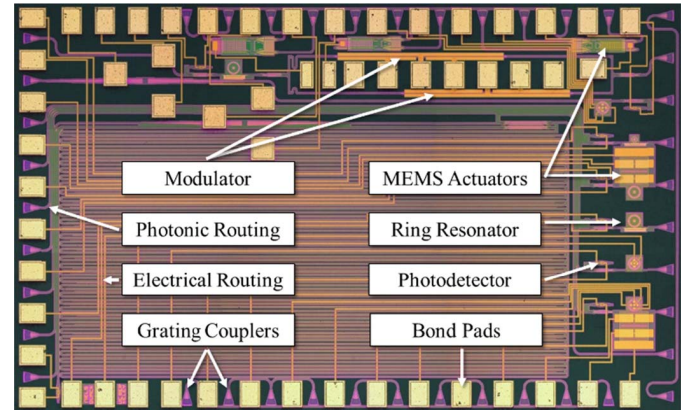 Modulator
MEMS Actuators
Photonic Routing
Ring Resonator
Electrical Routing
Photodetector
Grating Couplers
Bond Pads